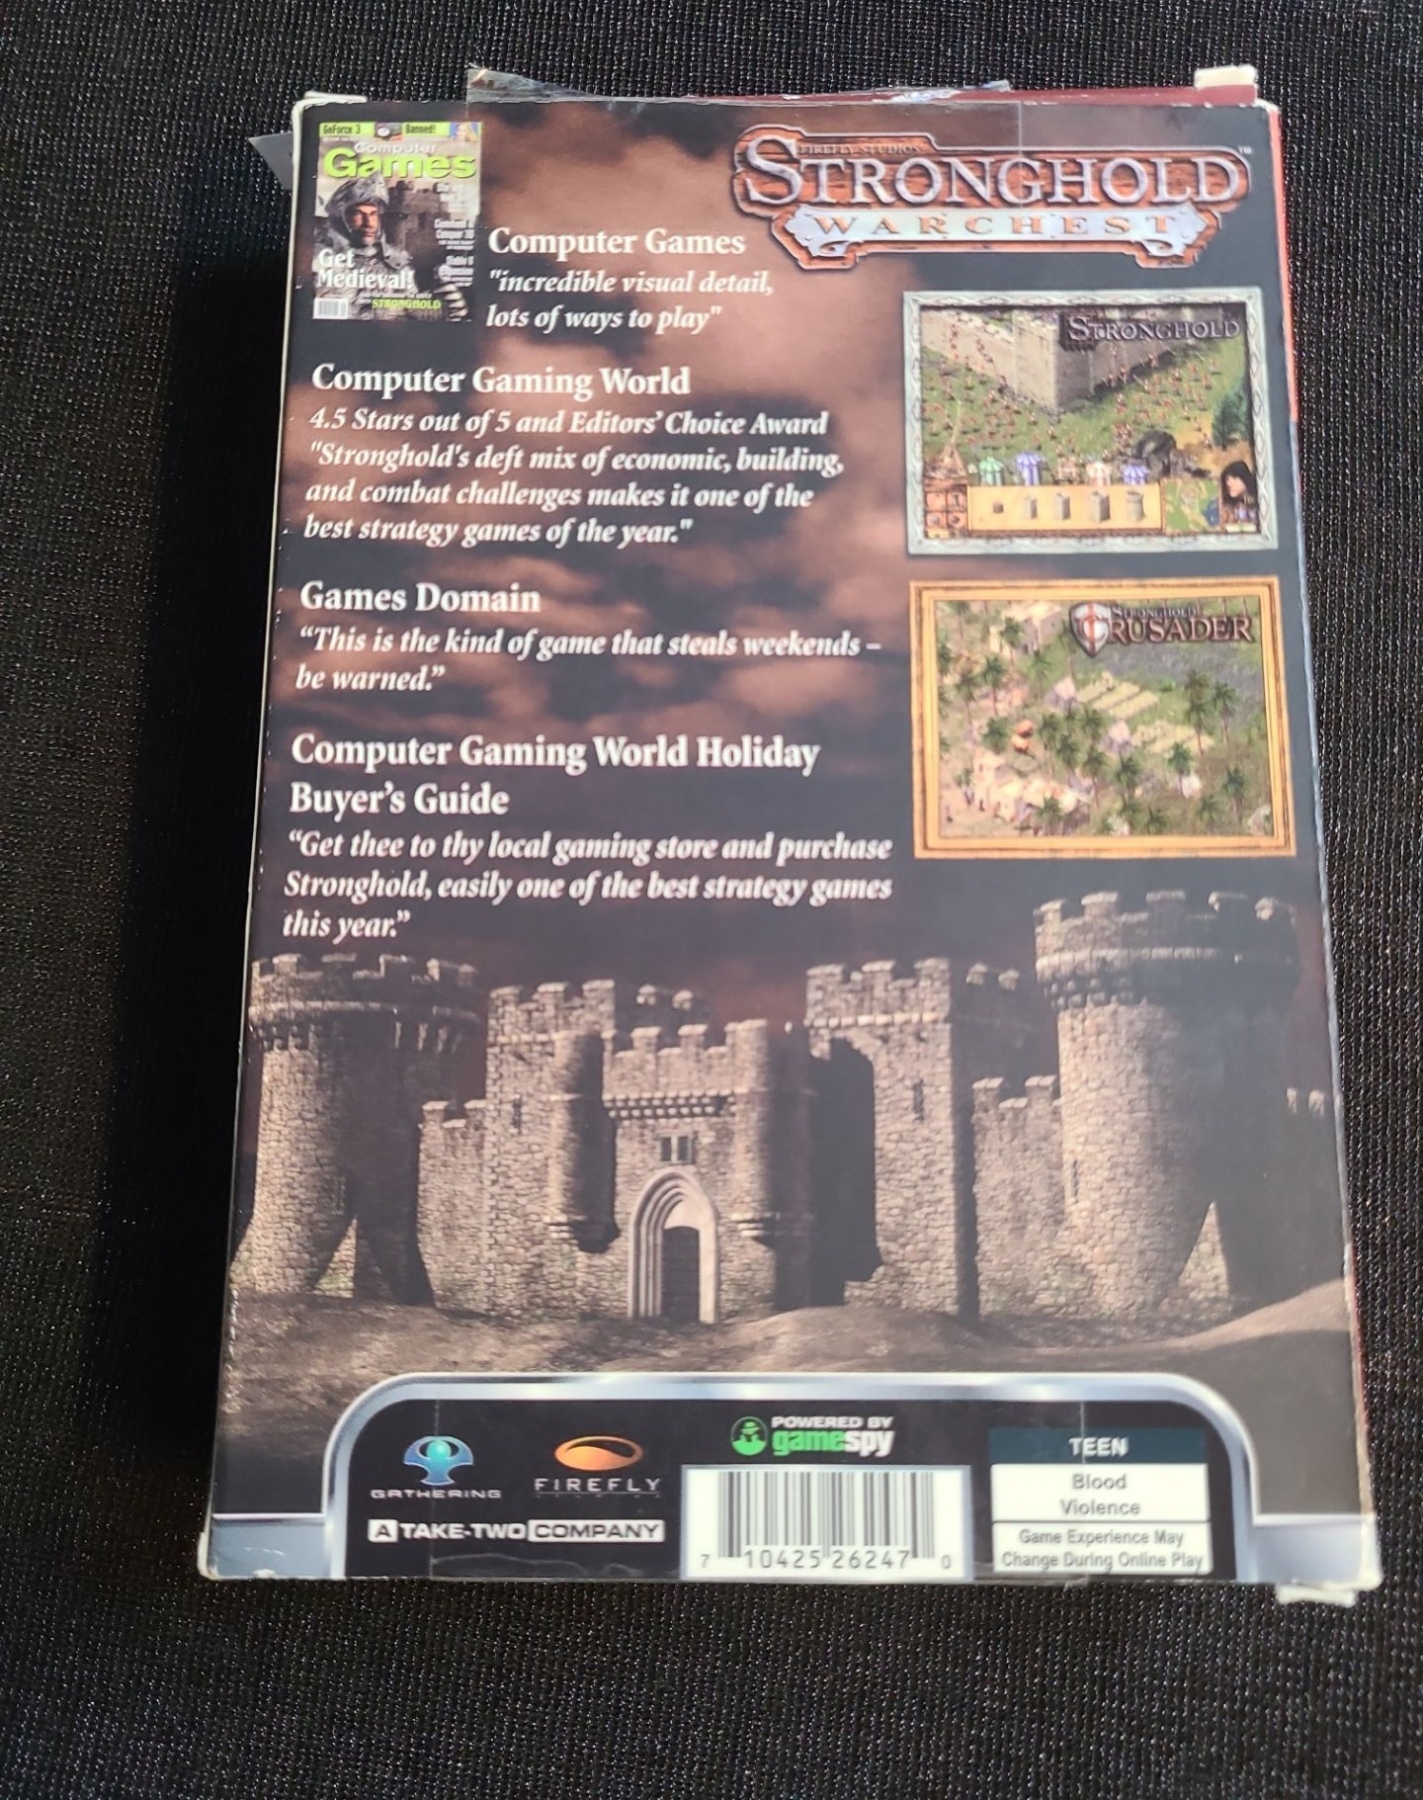 GeForce 3
Banned!
Computer
Games
Get
Medieval!
STRONGHOLD
FIREFLY STUDIOS'
STRONGHOLD™
WARCHEST
Computer Games
"incredible visual detail,
lots of ways to play"
STRONGHOLD
Computer Gaming World
4.5 Stars out of 5 and Editors' Choice Award
"Stronghold's deft mix of economic, building,
and combat challenges makes it one of the
best strategy games of the year."
Games Domain
“This is the kind of game that steals weekends –
be warned.”
STRONGHOLD
CRUSADER
Computer Gaming World Holiday
Buyer’s Guide
“Get thee to thy local gaming store and purchase
Stronghold, easily one of the best strategy games
this year.”
GATHERING
FIREFLY
A TAKE-TWO COMPANY
POWERED BY
gamespy
7 10425 26247 0
TEEN
Blood
Violence
Game Experience May
Change During Online Play